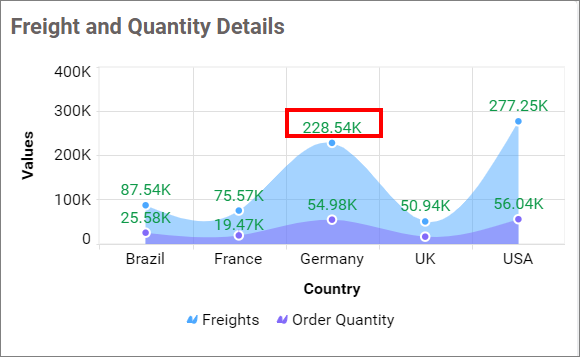 Freight and Quantity Details
400K
300K
200K
100K
0
Values
277.25K
228.54K
87.54K
75.57K
54.98K
50.94K
56.04K
25.58K
19.47K
Brazil France Germany UK USA
Country
Freights Order Quantity